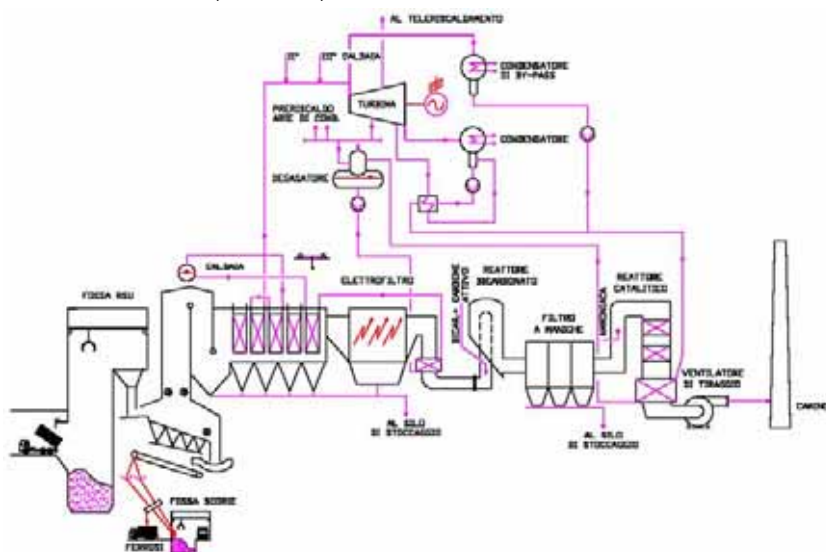 AL TELERISCALDAMENTO
II°
III° CALDAIA
CONDENSATORE
DI BY-PASS
TURBINA
PRERISCALDO
ARIA DI COMB.
CONDENSATORE
DEGASATORE
CALDAIA
ELETTROFILTRO
BICAR.+ CARBONE
ATTIVO
REATTORE
BICARBONATO
REATTORE
CATALITICO
FOSSA RSU
AMMONIACA
FILTRO
A MANICHE
VENTILATORE
DI TIRAGGIO
CAMINO
AL SILO
DI STOCCAGGIO
AL SILO
DI STOCCAGGIO
FOSSA SCORIE
FERROSI